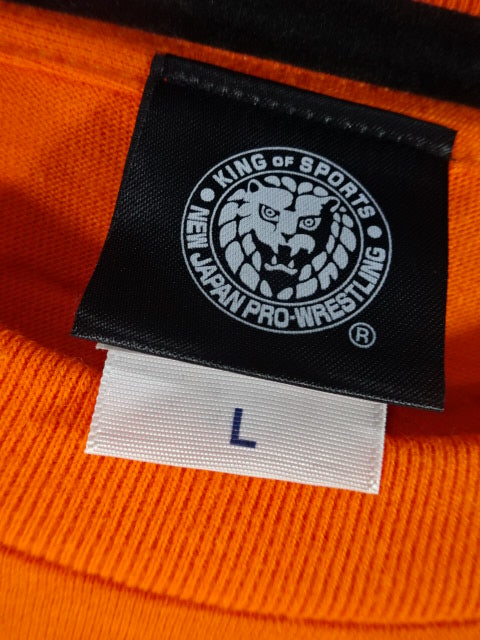 KING OF SPORTS
NEW JAPAN PRO-WRESTLING
®
L